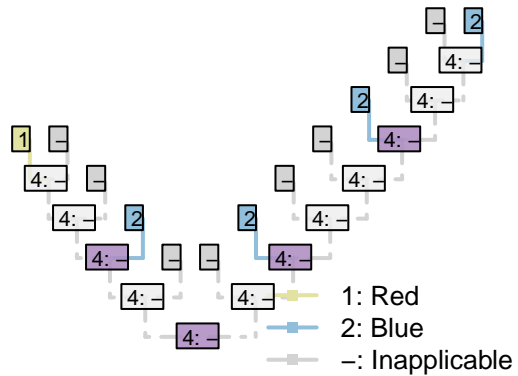 – 2
4: –
–
4: –
2
4: –
1 – –
4: – 4: –
– –
4: – 4: –
2 2
4: – 4: –
– –
4: – 4: –
4: –
1: Red
2: Blue
–: Inapplicable